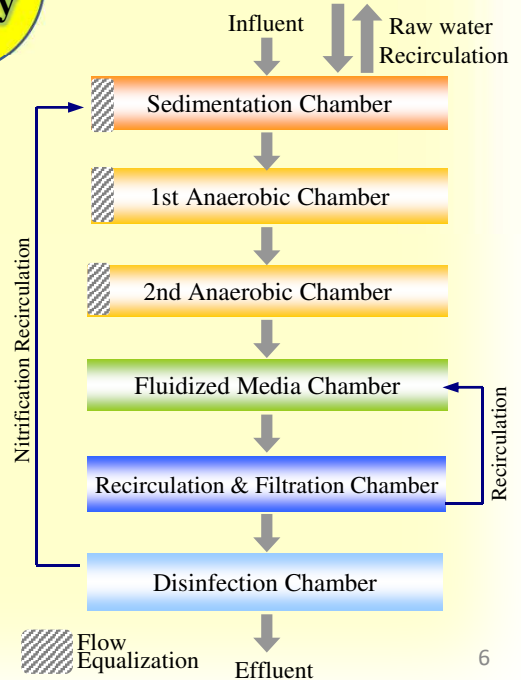 Influent
Raw water
Recirculation
Sedimentation Chamber
1st Anaerobic Chamber
2nd Anaerobic Chamber
Fluidized Media Chamber
Recirculation & Filtration Chamber
Disinfection Chamber
Nitrification Recirculation
Recirculation
Flow
Equalization
Effluent
6